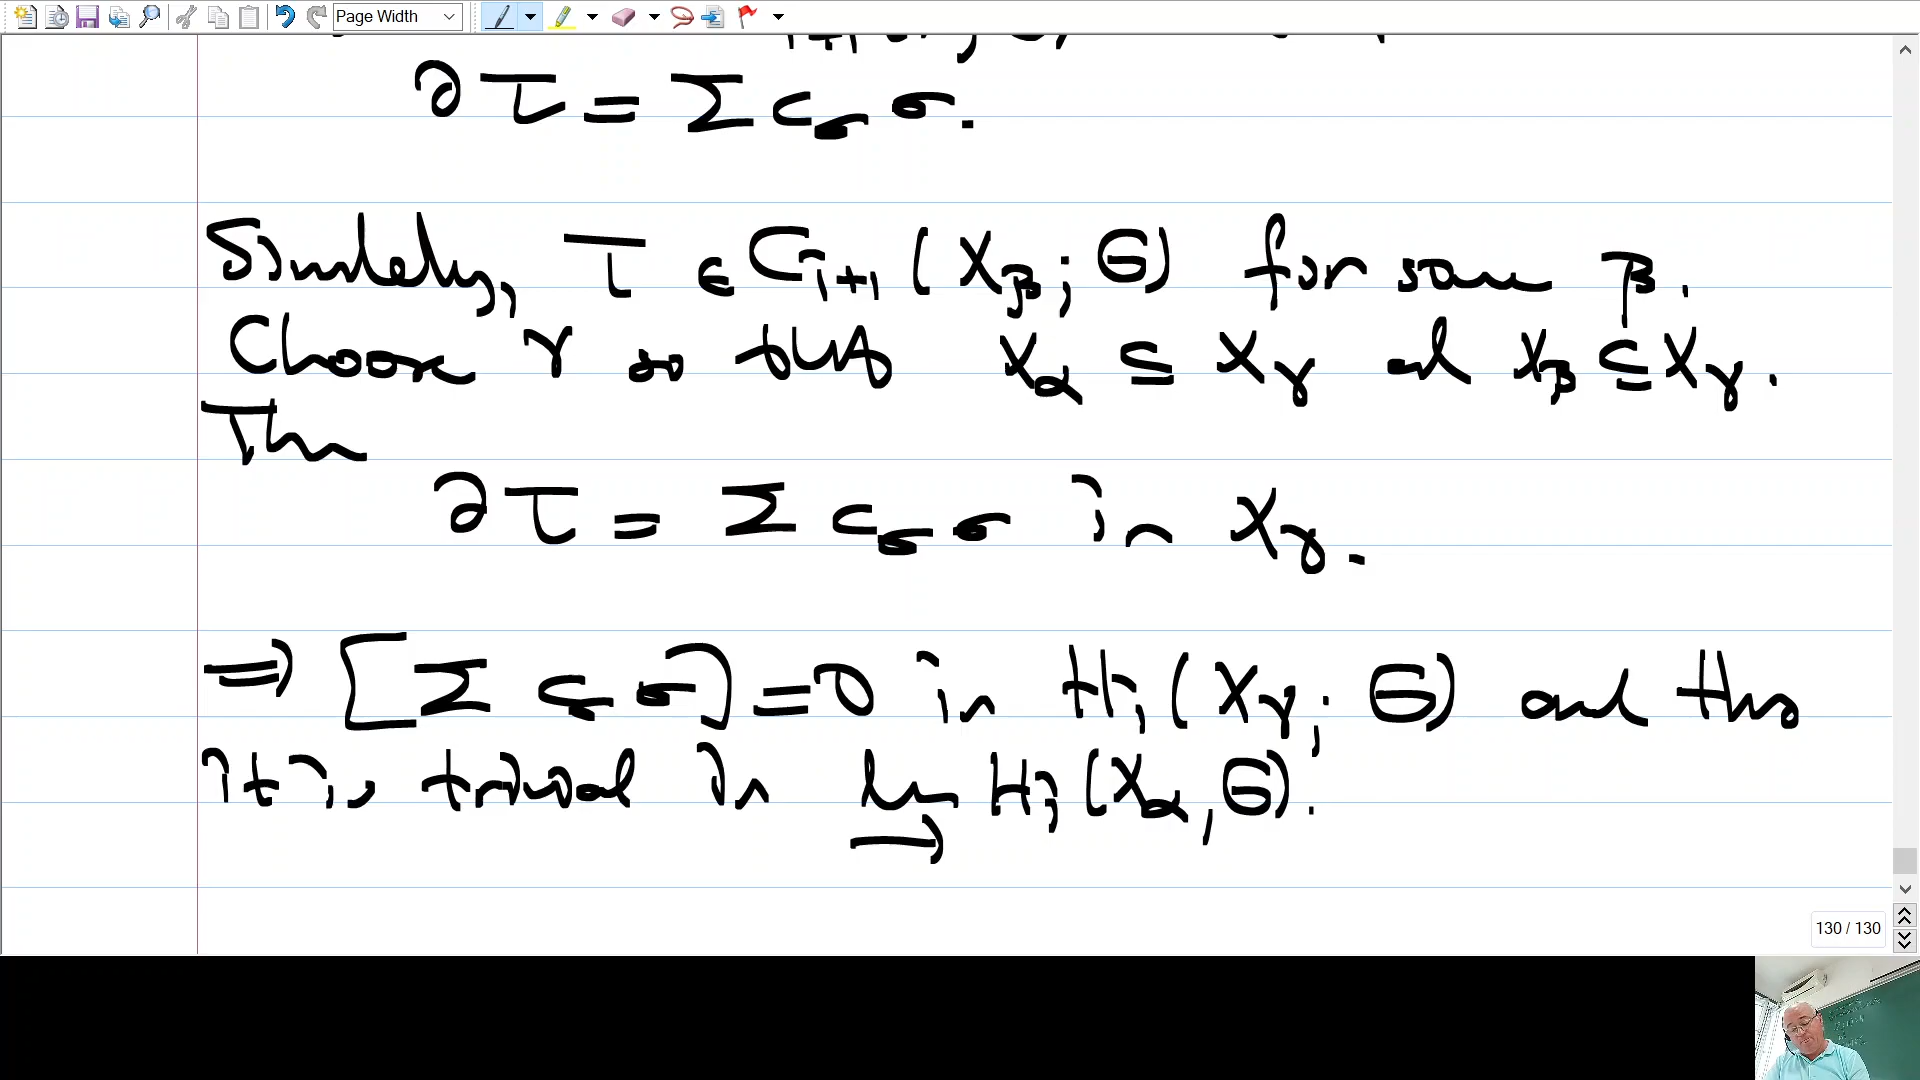 Page Width
∂τ = Σ c_σ σ.
Similarly, τ ∈ C_{i+1}(X_β; G) for some β.
Choose γ so that X_α ⊆ X_γ and X_β ⊆ X_γ.
Then
∂τ = Σ c_σ σ in X_γ.
⇒ [Σ c_σ σ] = 0 in H_i(X_γ; G) and thus
it is trivial in lim H_i(X_α, G).
→
130 / 130